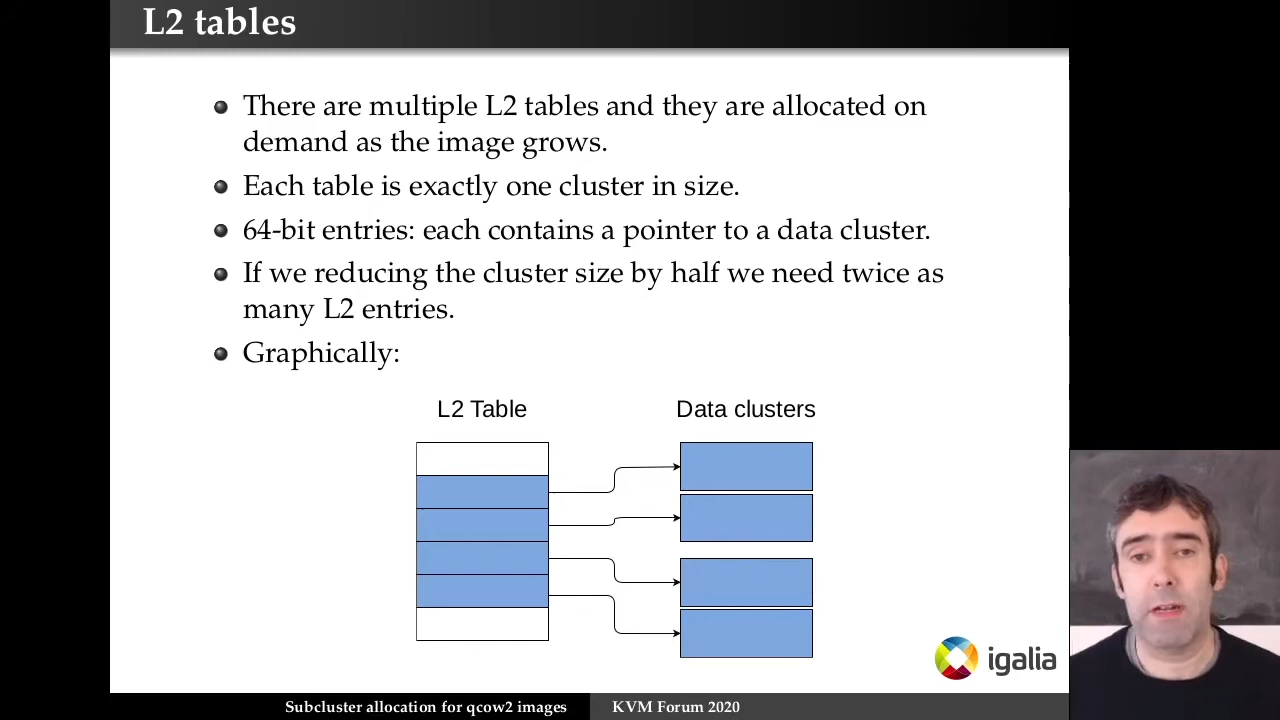 L2 tables
There are multiple L2 tables and they are allocated on
demand as the image grows.
Each table is exactly one cluster in size.
64-bit entries: each contains a pointer to a data cluster.
If we reducing the cluster size by half we need twice as
many L2 entries.
Graphically:
L2 Table
Data clusters
igalia
Subcluster allocation for qcow2 images
KVM Forum 2020